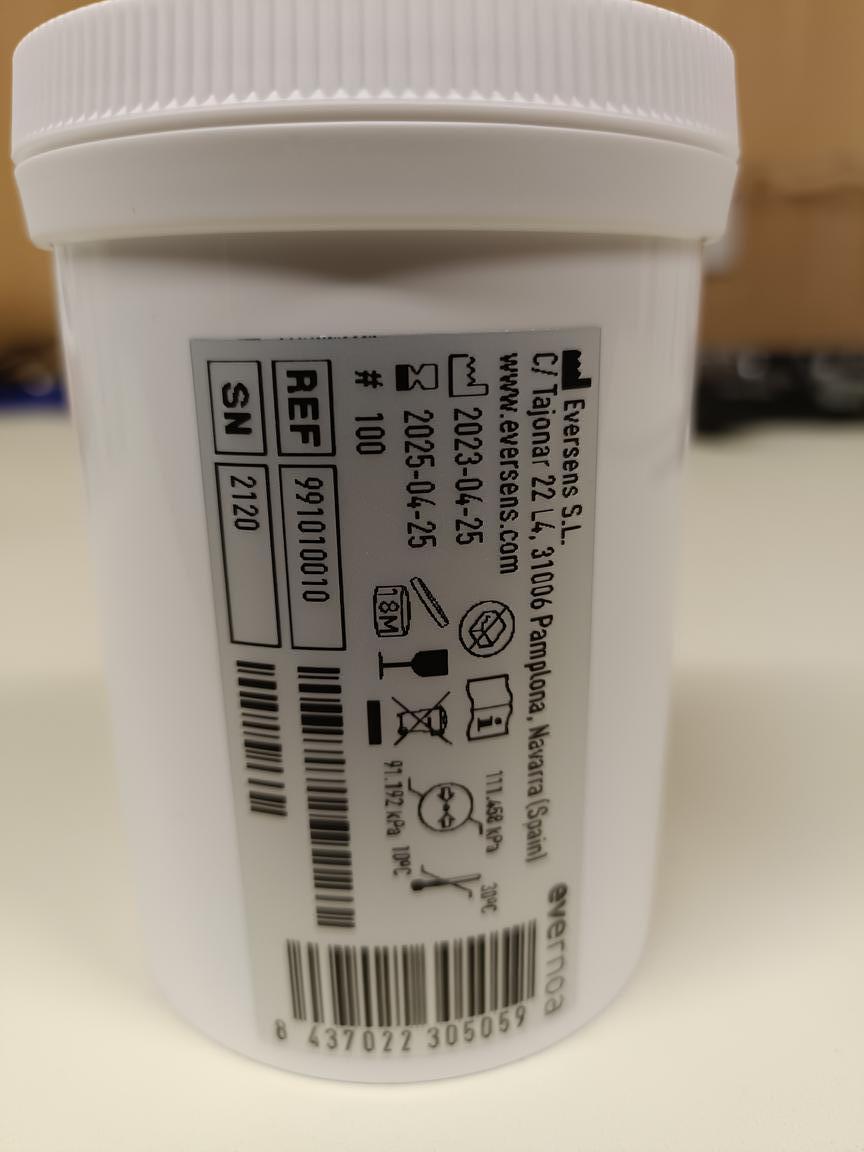 Eversens S.L.
C/ Tajonar 22 L4, 31006 Pamplona, Navarra (Spain)
www.eversens.com
2023-04-25
2025-04-25
# 100
REF 991010010
SN 2120
18M
i
111.458 kPa
91.192 kPa
30ºC
10ºC
evernoa
8 437022 305059